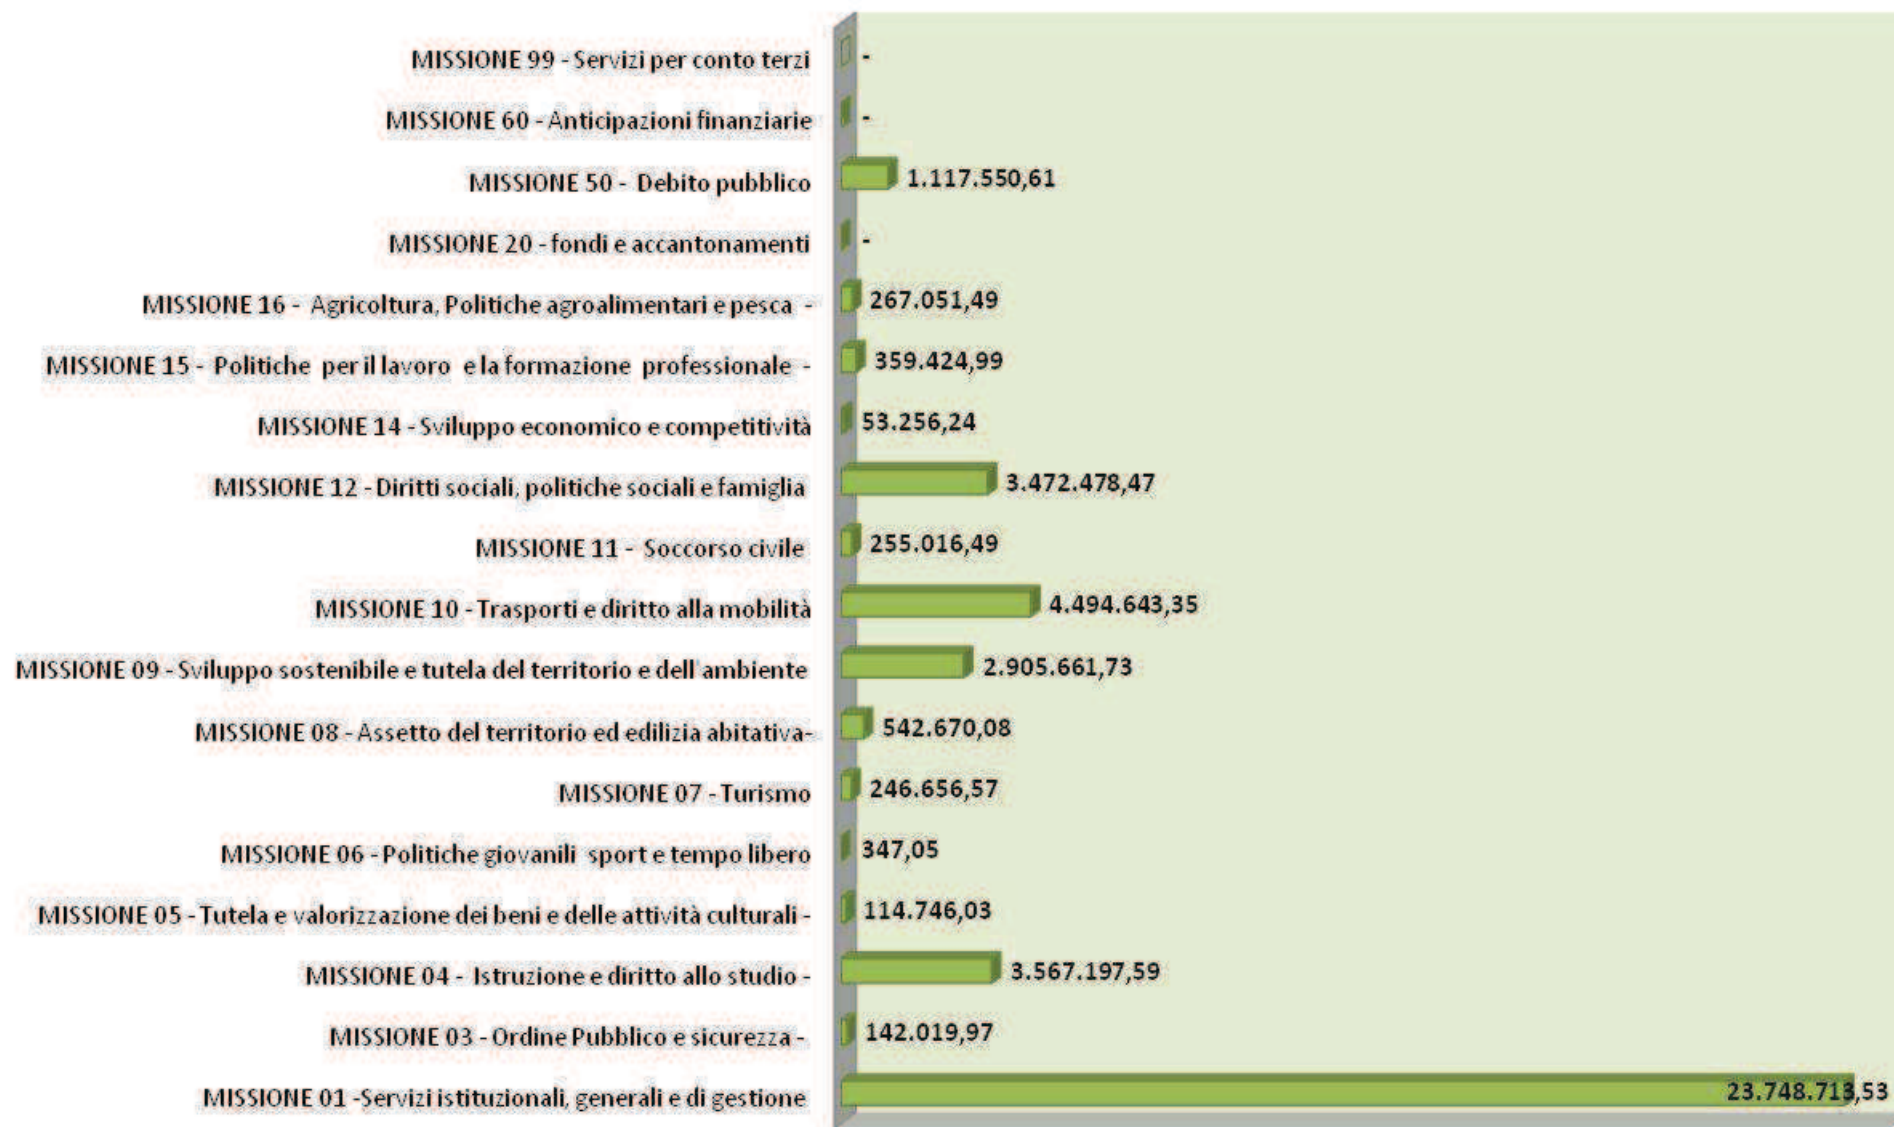 MISSIONE 99 - Servizi per conto terzi -
MISSIONE 60 - Anticipazioni finanziarie -
MISSIONE 50 - Debito pubblico 1.117.550,61
MISSIONE 20 - fondi e accantonamenti -
MISSIONE 16 - Agricoltura, Politiche agroalimentari e pesca - 267.051,49
MISSIONE 15 - Politiche per il lavoro e la formazione professionale - 359.424,99
MISSIONE 14 - Sviluppo economico e competitività 53.256,24
MISSIONE 12 - Diritti sociali, politiche sociali e famiglia 3.472.478,47
MISSIONE 11 - Soccorso civile 255.016,49
MISSIONE 10 - Trasporti e diritto alla mobilità 4.494.643,35
MISSIONE 09 - Sviluppo sostenibile e tutela del territorio e dell'ambiente 2.905.661,73
MISSIONE 08 - Assetto del territorio ed edilizia abitativa- 542.670,08
MISSIONE 07 - Turismo 246.656,57
MISSIONE 06 - Politiche giovanili sport e tempo libero 347,05
MISSIONE 05 - Tutela e valorizzazione dei beni e delle attività culturali - 114.746,03
MISSIONE 04 - Istruzione e diritto allo studio - 3.567.197,59
MISSIONE 03 - Ordine Pubblico e sicurezza - 142.019,97
MISSIONE 01 -Servizi istituzionali, generali e di gestione 23.748.713,53